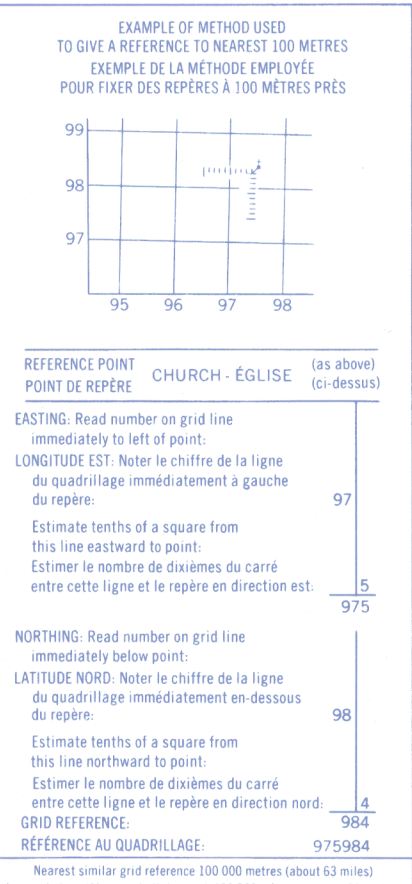 EXAMPLE OF METHOD USED
TO GIVE A REFERENCE TO NEAREST 100 METRES
EXEMPLE DE LA MÉTHODE EMPLOYÉE
POUR FIXER DES REPÈRES À 100 MÈTRES PRÈS
99
98
97
95 96 97 98
REFERENCE POINT
POINT DE REPÈRE
CHURCH - ÉGLISE
(as above)
(ci-dessus)
EASTING: Read number on grid line
immediately to left of point:
LONGITUDE EST: Noter le chiffre de la ligne
du quadrillage immédiatement à gauche
du repère: 97
Estimate tenths of a square from
this line eastward to point:
Estimer le nombre de dixièmes du carré
entre cette ligne et le repère en direction est: 5
975
NORTHING: Read number on grid line
immediately below point:
LATITUDE NORD: Noter le chiffre de la ligne
du quadrillage immédiatement en-dessous
du repère: 98
Estimate tenths of a square from
this line northward to point:
Estimer le nombre de dixièmes du carré
entre cette ligne et le repère en direction nord: 4
GRID REFERENCE: 984
RÉFÉRENCE AU QUADRILLAGE: 975984
Nearest similar grid reference 100 000 metres (about 63 miles)